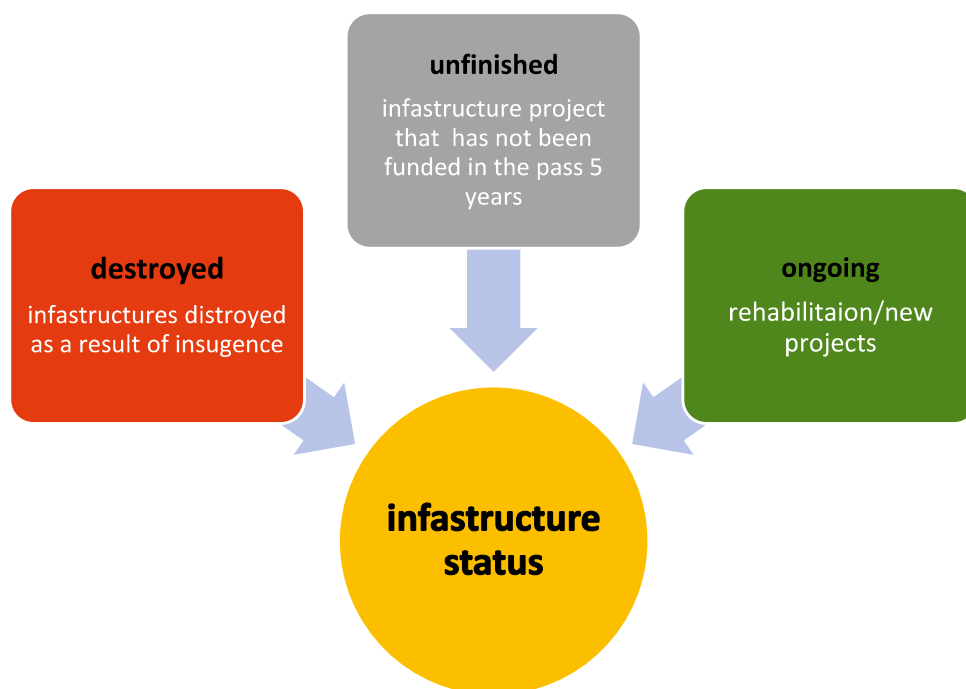 unfinished
infastructure project
that has not been
funded in the pass 5
years
destroyed
infastructures distroyed
as a result of insugence
ongoing
rehabilitaion/new
projects
infastructure
status